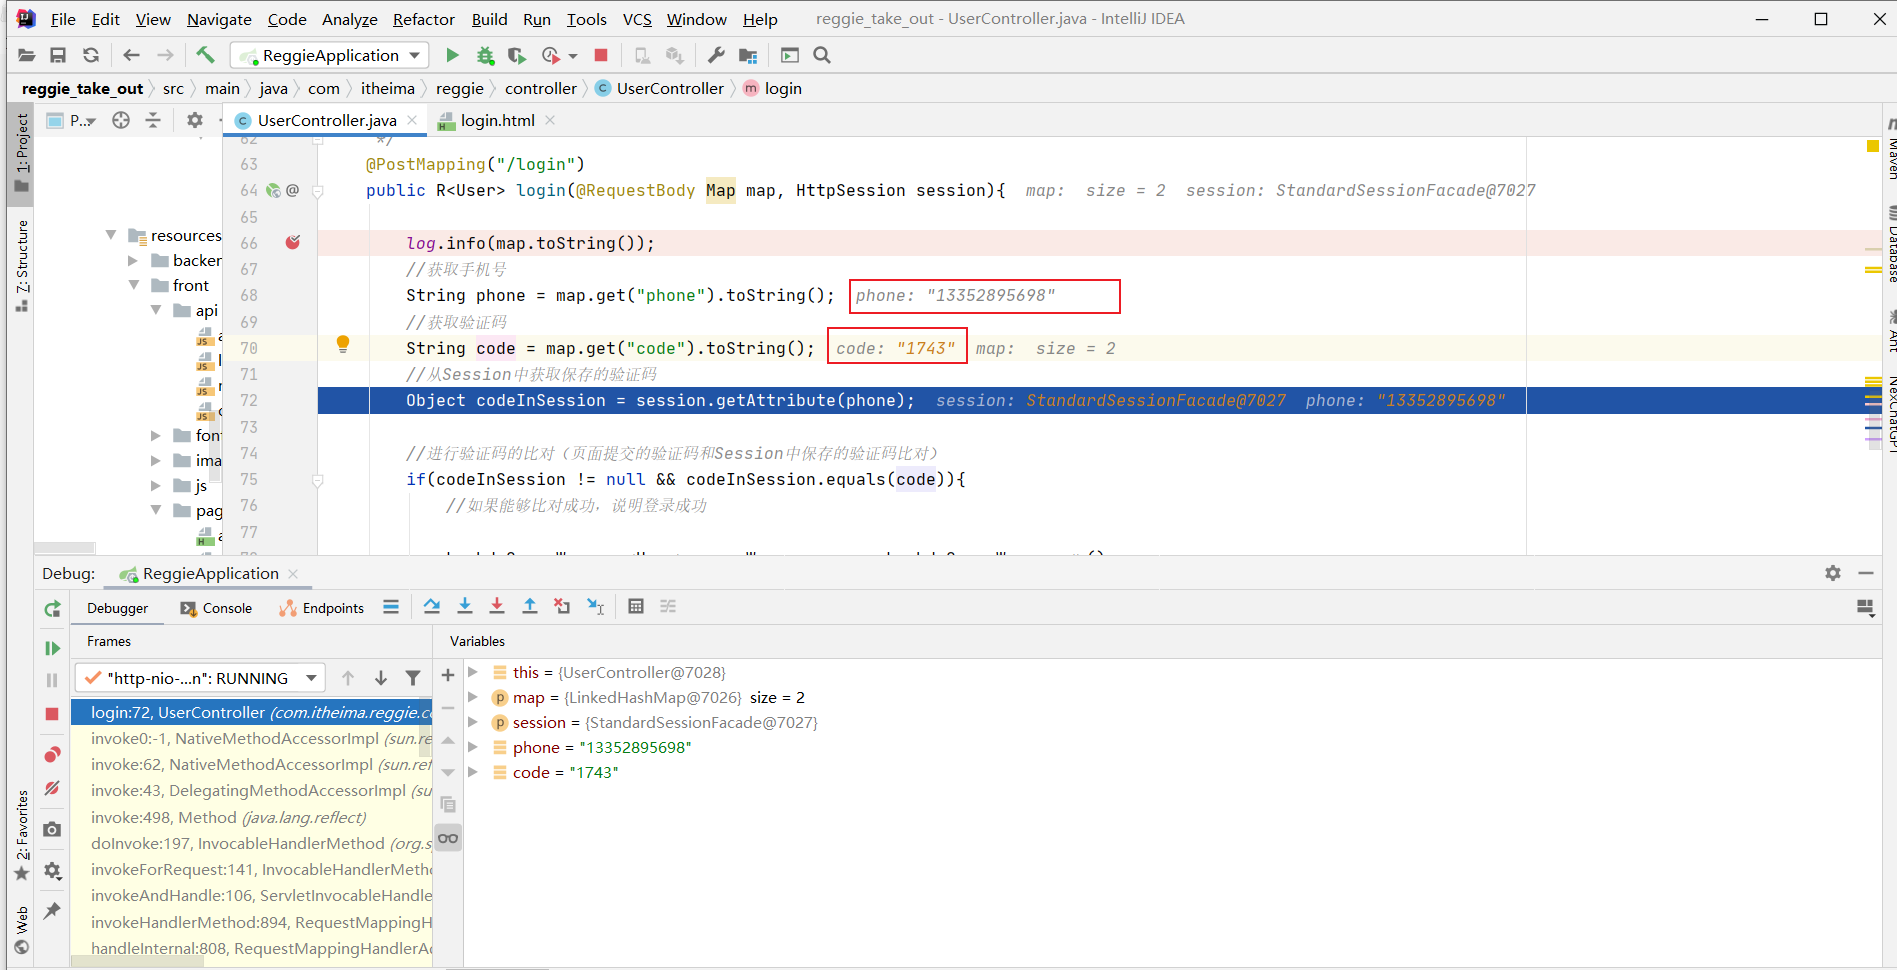 File Edit View Navigate Code Analyze Refactor Build Run Tools VCS Window Help reggie_take_out - UserController.java - IntelliJ IDEA
ReggieApplication
reggie_take_out src main java com itheima reggie controller UserController login
P... UserController.java login.html
1: Project
7: Structure
2: Favorites
Web
Maven
Database
Ant
NexChatGPT
resources
backer
front
api
JS
JS
JS
JS
fon
ima
js
pag
62 */
63 @PostMapping("/login")
64 public R<User> login(@RequestBody Map map, HttpSession session){ map: size = 2 session: StandardSessionFacade@7027
65
66 log.info(map.toString());
67 //获取手机号
68 String phone = map.get("phone").toString(); phone: "13352895698"
69 //获取验证码
70 String code = map.get("code").toString(); code: "1743" map: size = 2
71 //从Session中获取保存的验证码
72 Object codeInSession = session.getAttribute(phone); session: StandardSessionFacade@7027 phone: "13352895698"
73
74 //进行验证码的比对（页面提交的验证码和Session中保存的验证码比对）
75 if(codeInSession != null && codeInSession.equals(code)){
76 //如果能够比对成功，说明登录成功
77
Debug: ReggieApplication
Debugger Console Endpoints
Frames
Variables
"http-nio-...n": RUNNING
login:72, UserController (com.itheima.reggie.co
invoke0:-1, NativeMethodAccessorImpl (sun.re
invoke:62, NativeMethodAccessorImpl (sun.ref
invoke:43, DelegatingMethodAccessorImpl (su
invoke:498, Method (java.lang.reflect)
doInvoke:197, InvocableHandlerMethod (org.s
invokeForRequest:141, InvocableHandlerMetho
invokeAndHandle:106, ServletInvocableHandle
invokeHandlerMethod:894, RequestMappingH
handleInternal:808, RequestMappingHandlerAd
this = {UserController@7028}
map = {LinkedHashMap@7026} size = 2
session = {StandardSessionFacade@7027}
phone = "13352895698"
code = "1743"